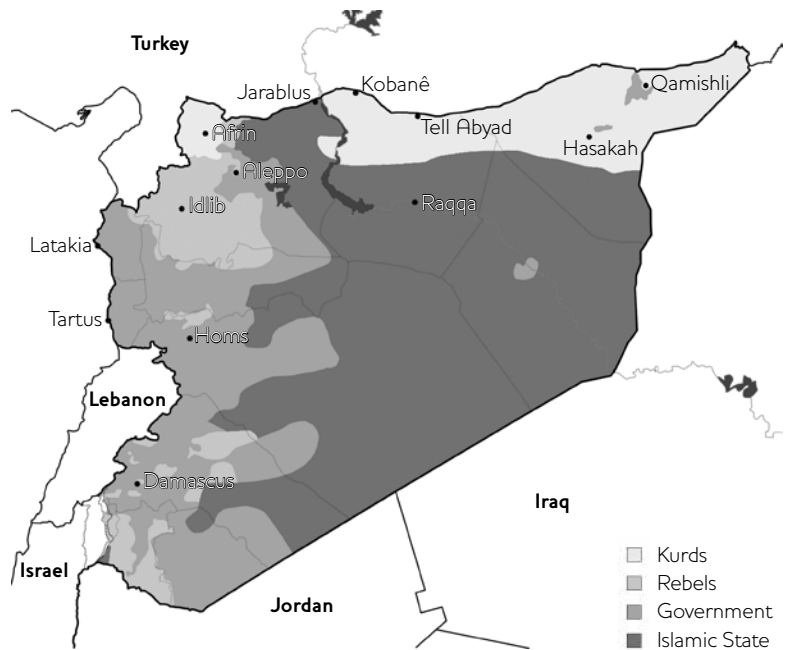 Turkey
Jarablus
Kobanê
Qamishli
Afrin
Tell Abyad
Hasakah
Aleppo
Idlib
Raqqa
Latakia
Tartus
Homs
Lebanon
Damascus
Iraq
Israel
Jordan
Kurds
Rebels
Government
Islamic State